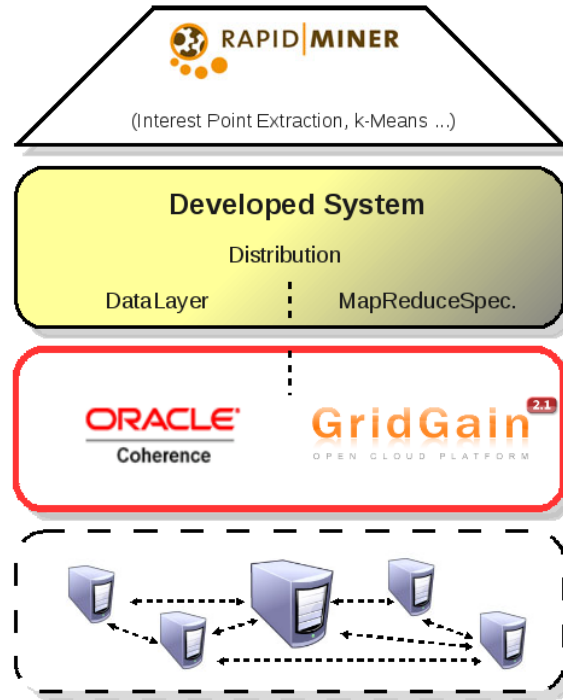 RAPID|MINER
(Interest Point Extraction, k-Means ...)
Developed System
Distribution
DataLayer
MapReduceSpec.
ORACLE®
Coherence
GridGain 2.1
OPEN CLOUD PLATFORM